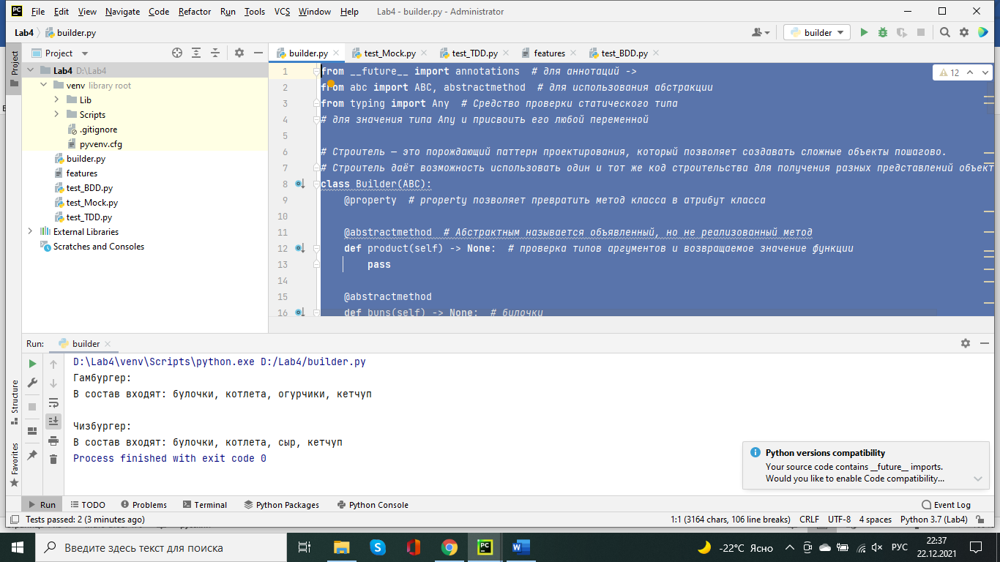 File Edit View Navigate Code Refactor Run Tools VCS Window Help Lab4 - builder.py - Administrator
Lab4 builder.py builder
Project
builder.py test_Mock.py test_TDD.py features test_BDD.py
Project
Lab4 D:\Lab4
venv library root
Lib
Scripts
.gitignore
pyvenv.cfg
builder.py
features
test_BDD.py
test_Mock.py
test_TDD.py
External Libraries
Scratches and Consoles
12
1 from __future__ import annotations # для аннотаций ->
2 from abc import ABC, abstractmethod # для использования абстракции
3 from typing import Any # Средство проверки статического типа
4 # для значения типа Any и присвоить его любой переменной
5
6 # Строитель — это порождающий паттерн проектирования, который позволяет создавать сложные объекты пошагово.
7 # Строитель даёт возможность использовать один и тот же код строительства для получения разных представлений объект
8 class Builder(ABC):
9 @property # property позволяет превратить метод класса в атрибут класса
10
11 @abstractmethod # Абстрактным называется объявленный, но не реализованный метод
12 def product(self) -> None: # проверка типов аргументов и возвращаемое значение функции
13 pass
14
15 @abstractmethod
16 def buns(self) -> None: # билочки
Run: builder
D:\Lab4\venv\Scripts\python.exe D:/Lab4/builder.py
Гамбургер:
В состав входят: булочки, котлета, огурчики, кетчуп
Чизбургер:
В состав входят: булочки, котлета, сыр, кетчуп
Process finished with exit code 0
Structure
Favorites
Python versions compatibility
Your source code contains __future__ imports.
Would you like to enable Code compatibility...
Run TODO Problems Terminal Python Packages Python Console Event Log
Tests passed: 2 (3 minutes ago) 1:1 (3164 chars, 106 line breaks) CRLF UTF-8 4 spaces Python 3.7 (Lab4)
Введите здесь текст для поиска
-22°C Ясно РУС
22:37
22.12.2021